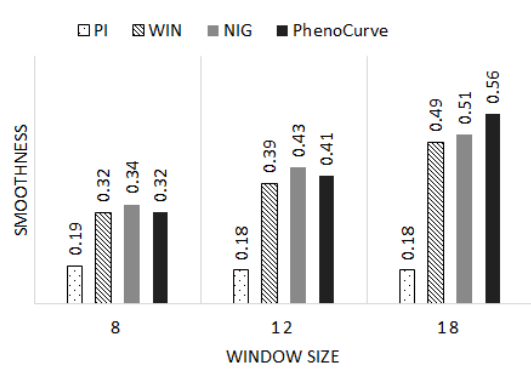 PI WIN NIG PhenoCurve
SMOOTHNESS
0.19 0.32 0.34 0.32 0.18 0.39 0.43 0.41 0.18 0.49 0.51 0.56
8 12 18
WINDOW SIZE